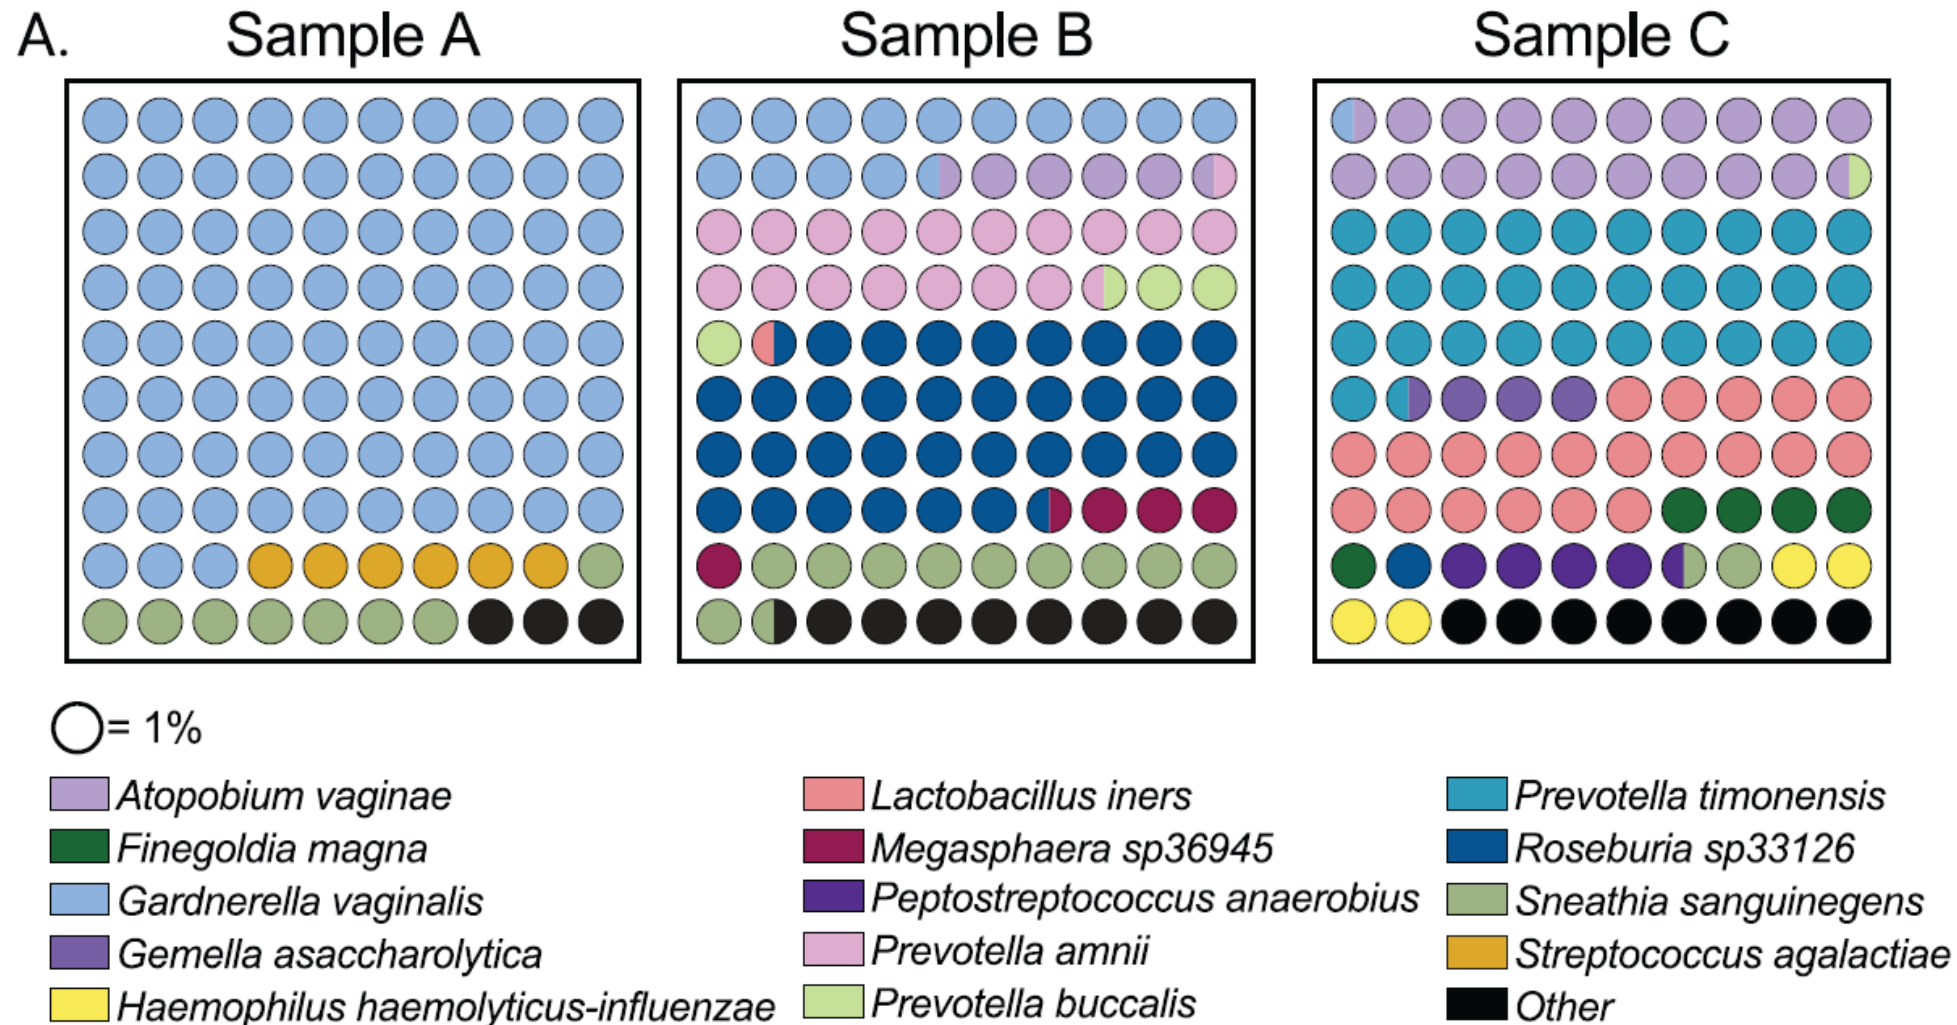 A.
Sample A
Sample B
Sample C
= 1%
Atopobium vaginae
Finegoldia magna
Gardnerella vaginalis
Gemella asaccharolytica
Haemophilus haemolyticus-influenzae
Lactobacillus iners
Megasphaera sp36945
Peptostreptococcus anaerobius
Prevotella amnii
Prevotella buccalis
Prevotella timonensis
Roseburia sp33126
Sneathia sanguinegens
Streptococcus agalactiae
Other